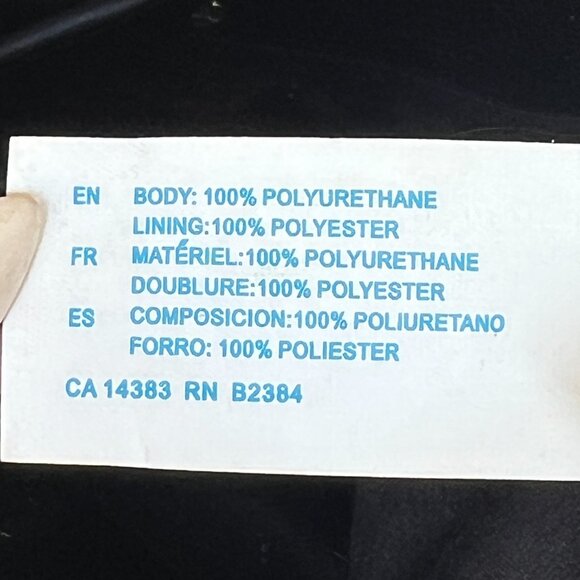 EN BODY: 100% POLYURETHANE
LINING:100% POLYESTER
FR MATÉRIEL:100% POLYURETHANE
DOUBLURE:100% POLYESTER
ES COMPOSICION:100% POLIURETANO
FORRO: 100% POLIESTER
CA 14383 RN B2384